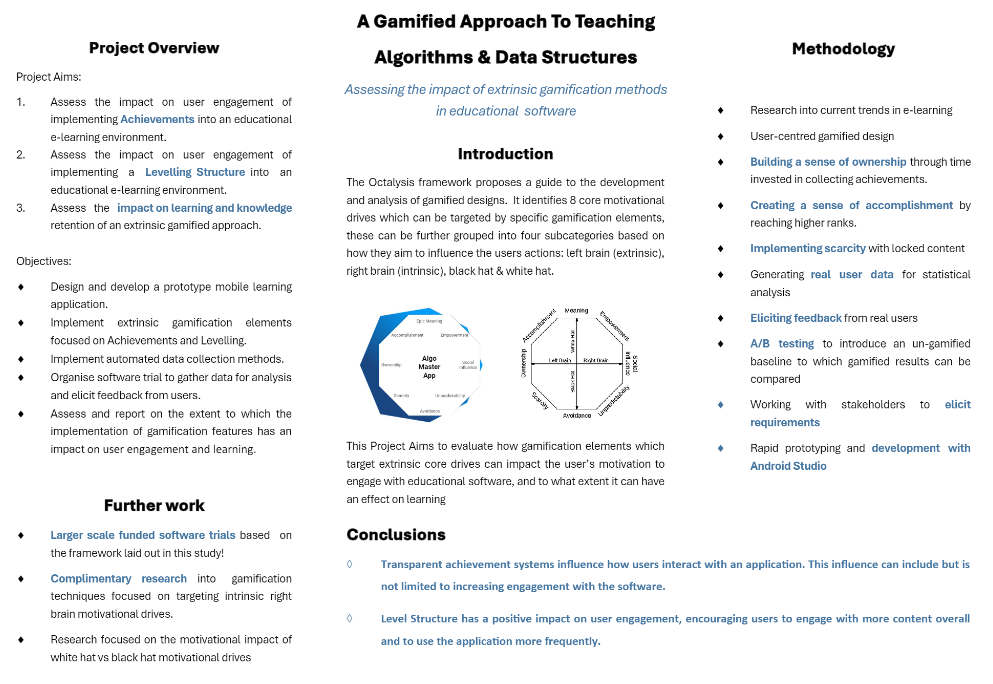 A Gamified Approach To Teaching
Algorithms & Data Structures
Assessing the impact of extrinsic gamification methods
in educational software
Project Overview
Project Aims:
1. Assess the impact on user engagement of
implementing Achievements into an educational
e-learning environment.
2. Assess the impact on user engagement of
implementing a Levelling Structure into an
educational e-learning environment.
3. Assess the impact on learning and knowledge
retention of an extrinsic gamified approach.
Objectives:
♦ Design and develop a prototype mobile learning
application.
♦ Implement extrinsic gamification elements
focused on Achievements and Levelling.
♦ Implement automated data collection methods.
♦ Organise software trial to gather data for analysis
and elicit feedback from users.
♦ Assess and report on the extent to which the
implementation of gamification features has an
impact on user engagement and learning.
Further work
♦ Larger scale funded software trials based on
the framework laid out in this study!
♦ Complimentary research into gamification
techniques focused on targeting intrinsic right
brain motivational drives.
♦ Research focused on the motivational impact of
white hat vs black hat motivational drives
Introduction
The Octalysis framework proposes a guide to the development
and analysis of gamified designs. It identifies 8 core motivational
drives which can be targeted by specific gamification elements,
these can be further grouped into four subcategories based on
how they aim to influence the users actions: left brain (extrinsic),
right brain (intrinsic), black hat & white hat.
Epic Meaning
Accomplishment
Empowerment
Ownership
Algo
Master
App
Social
Influence
Scarcity
Unpredictability
Avoidance
Meaning
Accomplishment
Empowerment
White Hat
Ownership
Left Brain
Right Brain
Social
Influence
Black Hat
Scarcity
Unpredictability
Avoidance
This Project Aims to evaluate how gamification elements which
target extrinsic core drives can impact the user's motivation to
engage with educational software, and to what extent it can have
an effect on learning
Methodology
♦ Research into current trends in e-learning
♦ User-centred gamified design
♦ Building a sense of ownership through time
invested in collecting achievements.
♦ Creating a sense of accomplishment by
reaching higher ranks.
♦ Implementing scarcity with locked content
♦ Generating real user data for statistical
analysis
♦ Eliciting feedback from real users
♦ A/B testing to introduce an un-gamified
baseline to which gamified results can be
compared
♦ Working with stakeholders to elicit
requirements
♦ Rapid prototyping and development with
Android Studio
Conclusions
◊ Transparent achievement systems influence how users interact with an application. This influence can include but is
not limited to increasing engagement with the software.
◊ Level Structure has a positive impact on user engagement, encouraging users to engage with more content overall
and to use the application more frequently.